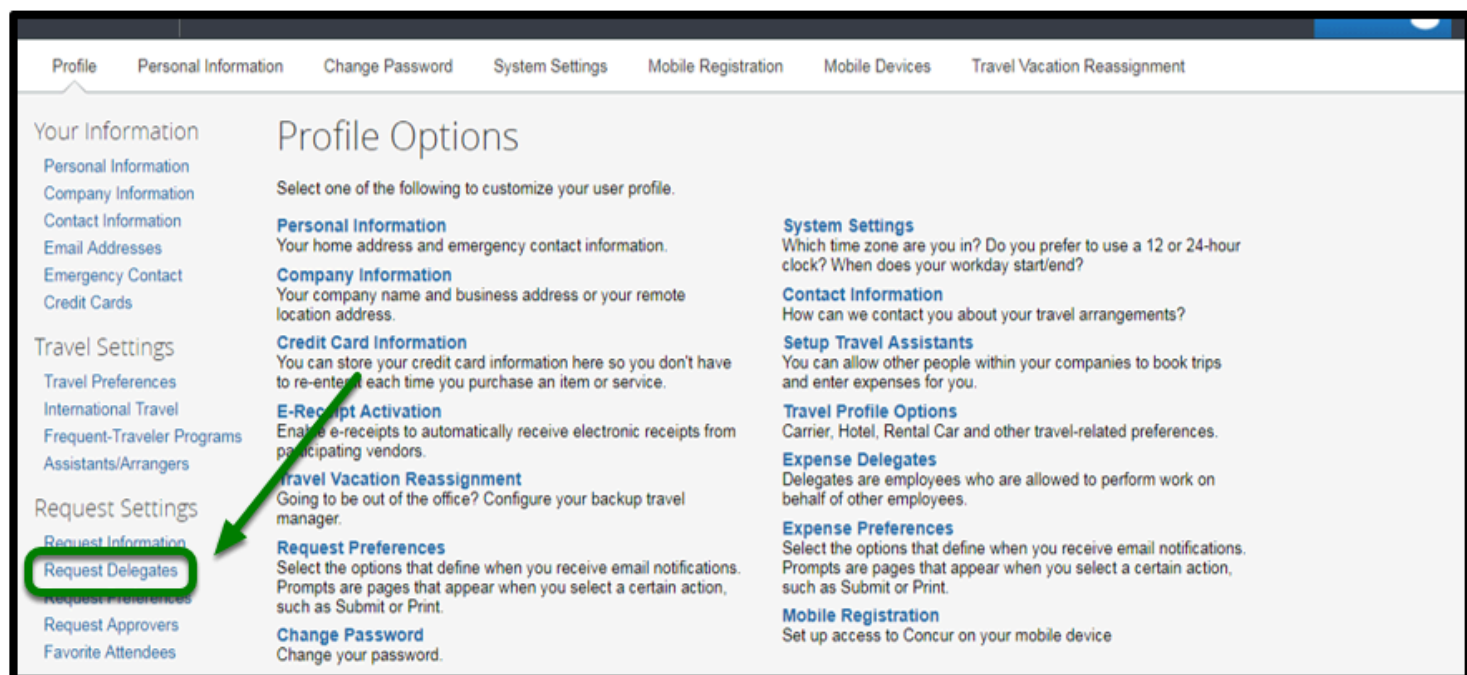 Profile Personal Information Change Password System Settings Mobile Registration Mobile Devices Travel Vacation Reassignment
Your Information
Personal Information
Company Information
Contact Information
Email Addresses
Emergency Contact
Credit Cards
Travel Settings
Travel Preferences
International Travel
Frequent-Traveler Programs
Assistants/Arrangers
Request Settings
Request Information
Request Delegates
Request Preferences
Request Approvers
Favorite Attendees
Profile Options
Select one of the following to customize your user profile.
Personal Information
Your home address and emergency contact information.
Company Information
Your company name and business address or your remote
location address.
Credit Card Information
You can store your credit card information here so you don't have
to re-enter it each time you purchase an item or service.
E-Receipt Activation
Enable e-receipts to automatically receive electronic receipts from
participating vendors.
Travel Vacation Reassignment
Going to be out of the office? Configure your backup travel
manager.
Request Preferences
Select the options that define when you receive email notifications.
Prompts are pages that appear when you select a certain action,
such as Submit or Print.
Change Password
Change your password.
System Settings
Which time zone are you in? Do you prefer to use a 12 or 24-hour
clock? When does your workday start/end?
Contact Information
How can we contact you about your travel arrangements?
Setup Travel Assistants
You can allow other people within your companies to book trips
and enter expenses for you.
Travel Profile Options
Carrier, Hotel, Rental Car and other travel-related preferences.
Expense Delegates
Delegates are employees who are allowed to perform work on
behalf of other employees.
Expense Preferences
Select the options that define when you receive email notifications.
Prompts are pages that appear when you select a certain action,
such as Submit or Print.
Mobile Registration
Set up access to Concur on your mobile device